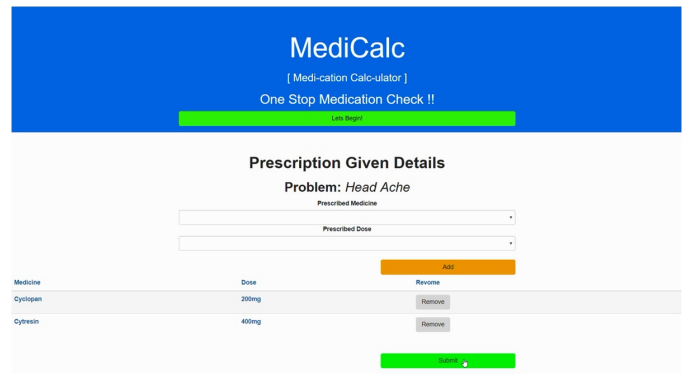 MediCalc
[ Medi-cation Calc-ulator ]
One Stop Medication Check !!
Lets Begin!
Prescription Given Details
Problem: Head Ache
Prescribed Medicine
Prescribed Dose
Add
Medicine Dose Revome
Cyclopan 200mg Remove
Cytresin 400mg Remove
Submit